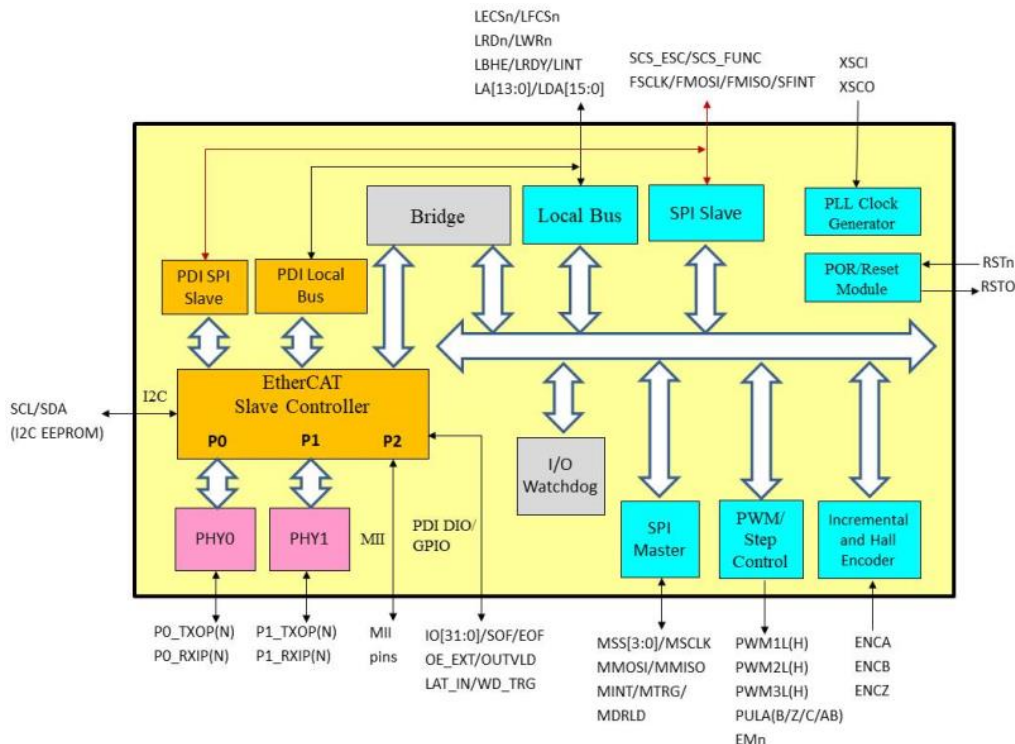 LECSn/LFCSn
LRDn/LWRn
LBHE/LRDY/LINT
LA[13:0]/LDA[15:0]
SCS_ESC/SCS_FUNC
FSCLK/FMOSI/FMISO/SFINT
XSCI
XSCO
Bridge
Local Bus
SPI Slave
PLL Clock
Generator
PDI SPI
Slave
PDI Local
Bus
POR/Reset
Module
RSTn
RSTO
EtherCAT
Slave Controller
P0
P1
P2
I2C
SCL/SDA
(I2C EEPROM)
I/O
Watchdog
PHY0
PHY1
MII
PDI DIO/
GPIO
SPI
Master
PWM/
Step
Control
Incremental
and Hall
Encoder
P0_TXOP(N)
P0_RXIP(N)
P1_TXOP(N)
P1_RXIP(N)
MII
pins
IO[31:0]/SOF/EOF
OE_EXT/OUTVLD
LAT_IN/WD_TRG
MSS[3:0]/MSCLK
MMOSI/MMISO
MINT/MTRG/
MDRLD
PWM1L(H)
PWM2L(H)
PWM3L(H)
PULA(B/Z/C/AB)
EMn
ENCA
ENCB
ENCZ